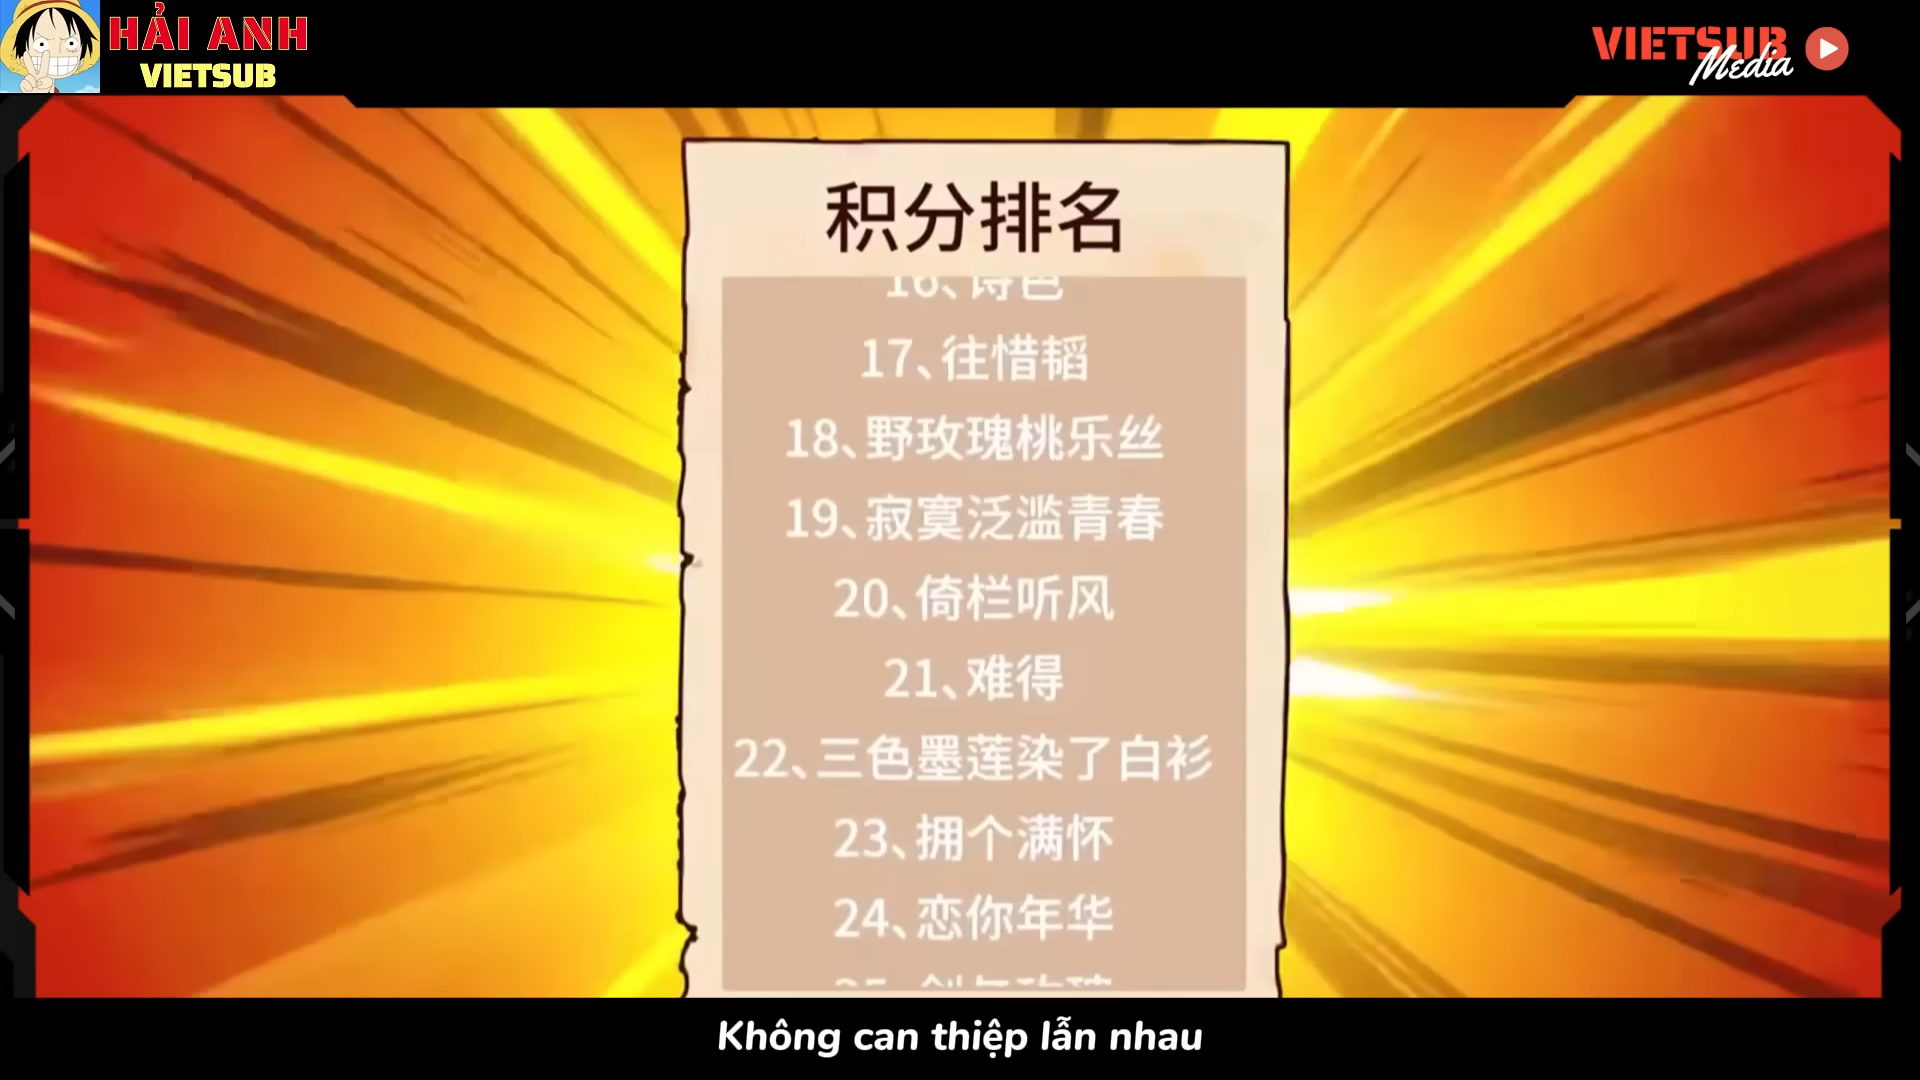 HẢI ANH
VIETSUB
VIETSUB
Media
积分排名
16、诗色
17、往惜韬
18、野玫瑰桃乐丝
19、寂寞泛滥青春
20、倚栏听风
21、难得
22、三色墨莲染了白衫
23、拥个满怀
24、恋你年华
Không can thiệp lẫn nhau